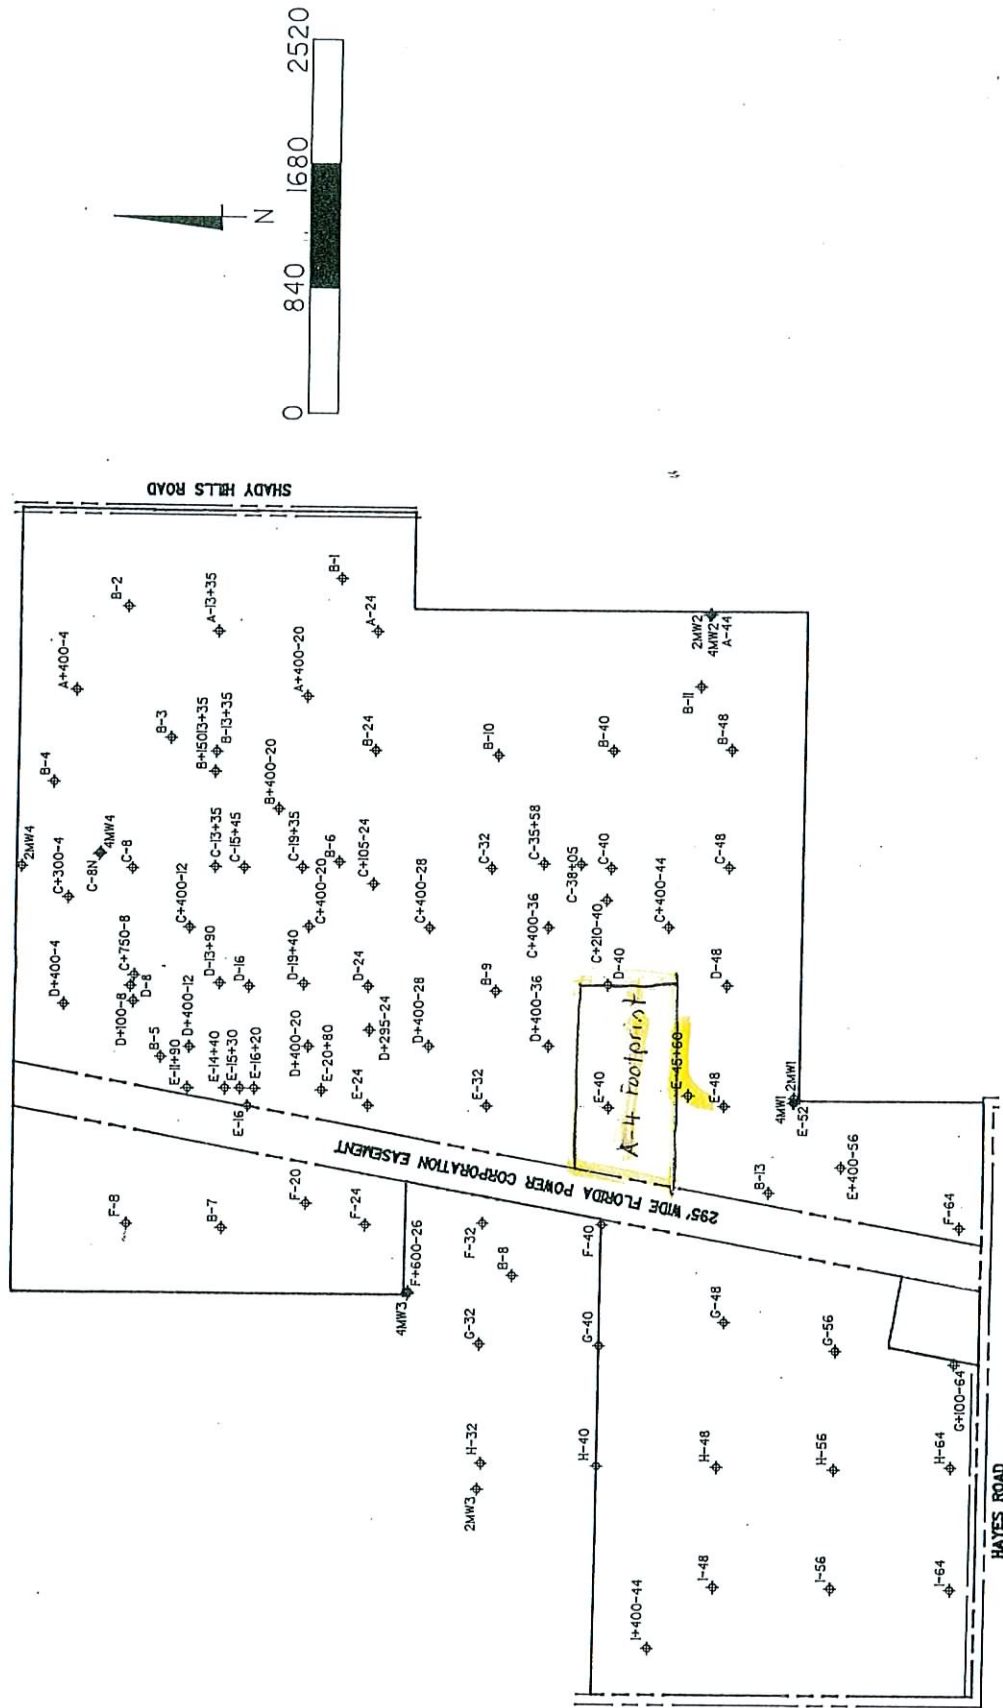 0 840 1680 2520
N
SHADY HILLS ROAD
2MW4
B-4
D+400-4
C+300-4
A+400-4
C-8N
4MW4
F-8
D+100-8
C+750-8
D-8
C-8
B-2
B-5
B-3
E-11+90
D+400-12
C+400-12
B-7
E-14+40
D-13+90
C-13+35
B+15013+35
B-13+35
A-13+35
E-15+30
E-16+20
E-16
D-16
C-15+45
B+400-20
F-20
D+400-20
D-19+40
C-19+35
C+400-20
A+400-20
E-20+80
B-6
B-1
F-24
E-24
D+295-24
D-24
C+105-24
B-24
A-24
4MW3
F+600-26
D+400-28
C+400-28
295' WIDE FLORIDA POWER CORPORATION EASEMENT
2MW3
H-32
G-32
F-32
B-8
E-32
B-9
C-32
B-10
D+400-36
C+400-36
C-35+58
C-38+05
H-40
G-40
F-40
E-40
D-40
C+210-40
C-40
B-40
A-4 Footprint
I+400-44
C+400-44
E-45+60
B-11
2MW2
4MW2
A-44
I-48
H-48
G-48
E-48
D-48
C-48
B-48
B-13
4MW1
2MW1
E-52
I-56
H-56
G-56
E+400-56
I-64
H-64
G+100-64
F-64
HAYES ROAD